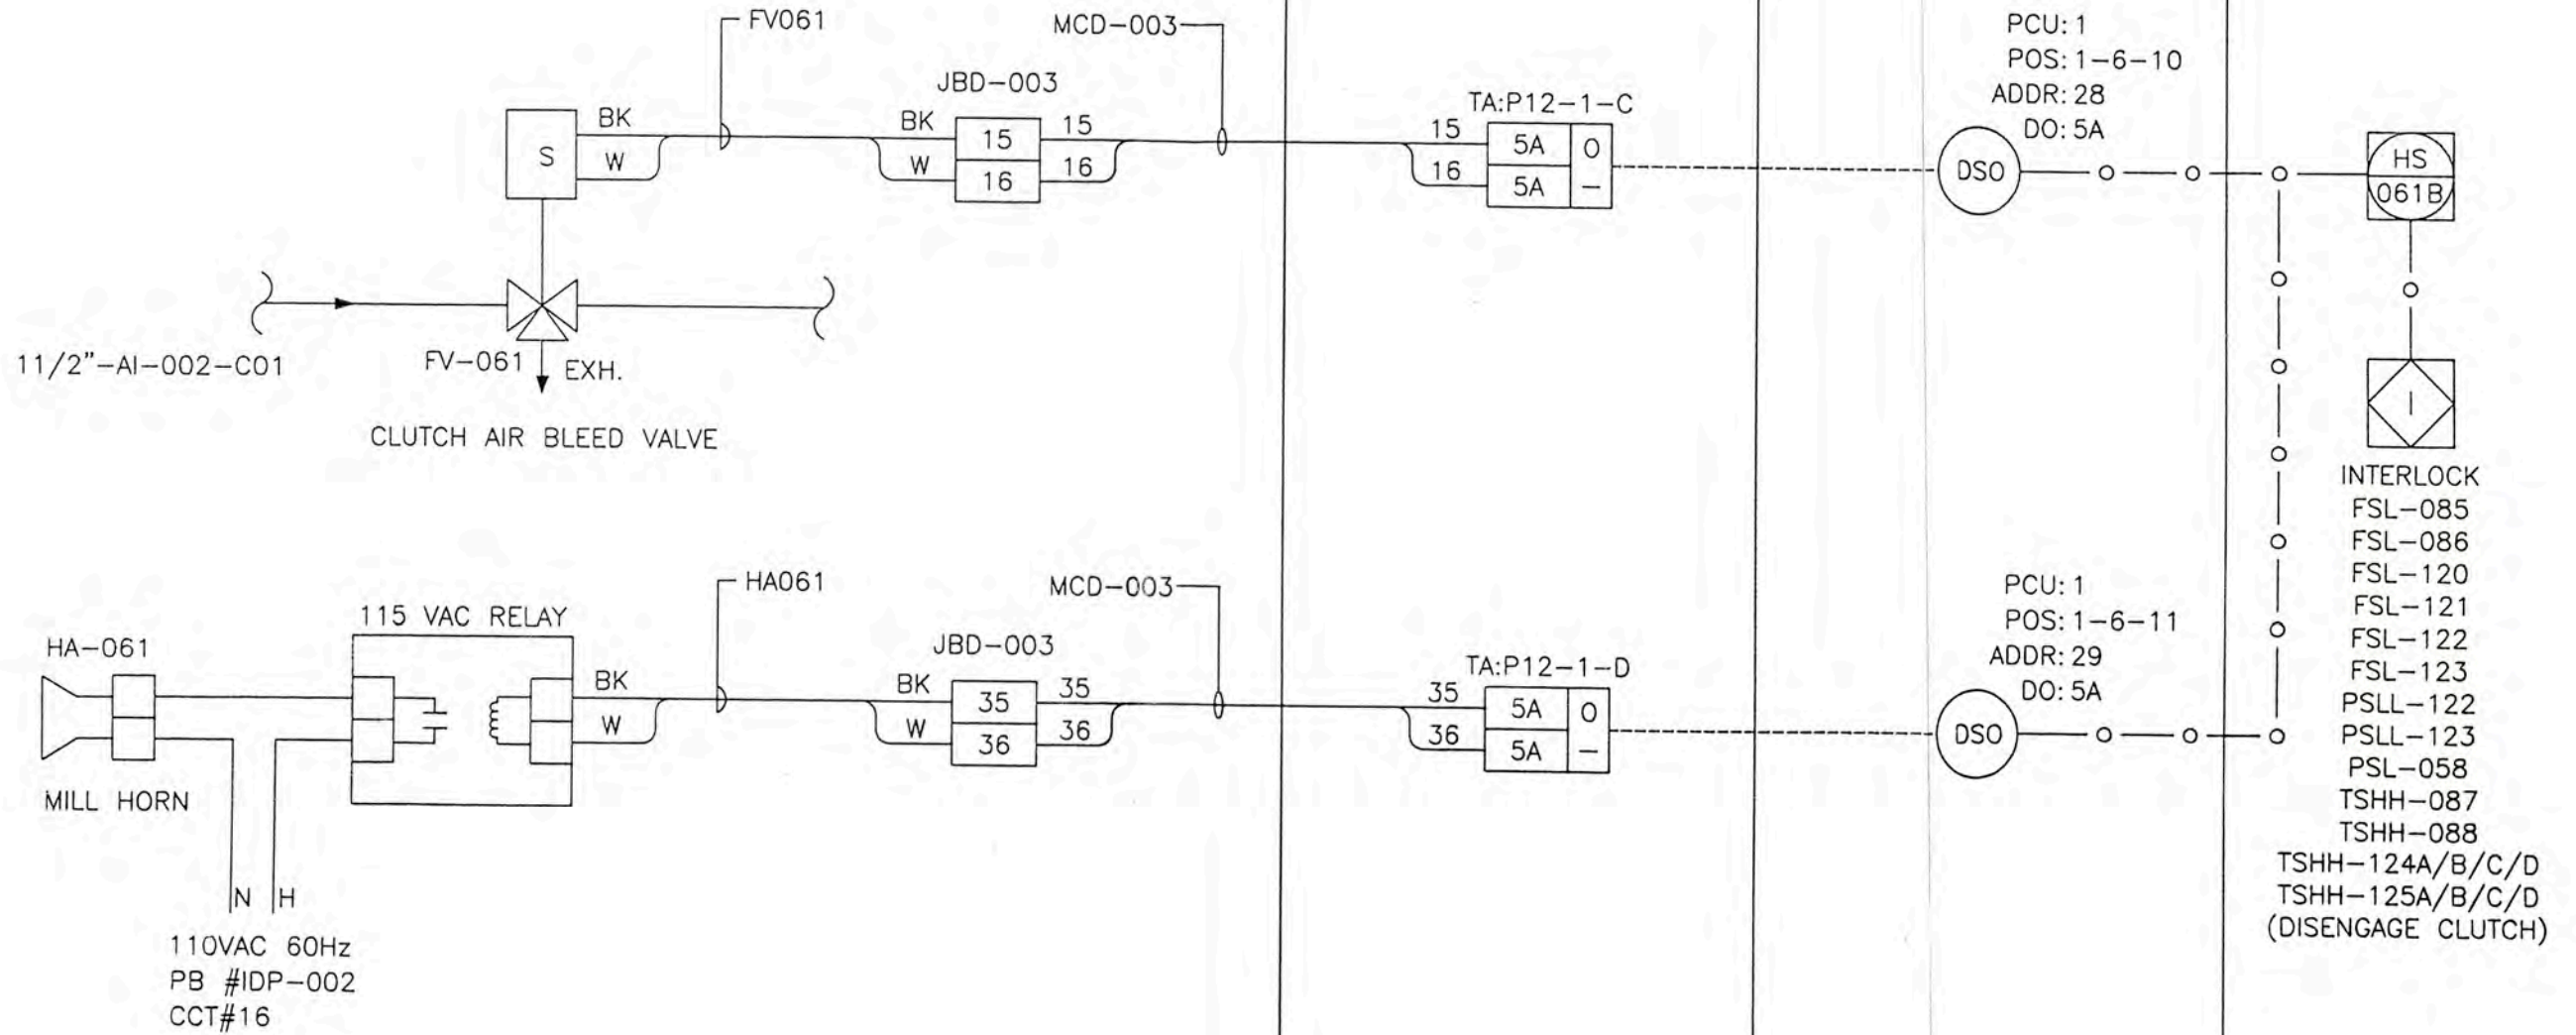 FV061
MCD-003
JBD-003
BK
W
S
BK
W
15
16
15
16
TA:P12-1-C
15
16
5A
5A
O
-
PCU: 1
POS: 1-6-10
ADDR: 28
DO: 5A
DSO
HS
061B
11/2"-AI-002-C01
FV-061
EXH.
CLUTCH AIR BLEED VALVE
I
INTERLOCK
FSL-085
FSL-086
FSL-120
FSL-121
FSL-122
FSL-123
PSLL-122
PSLL-123
PSL-058
TSHH-087
TSHH-088
TSHH-124A/B/C/D
TSHH-125A/B/C/D
(DISENGAGE CLUTCH)
HA-061
MILL HORN
115 VAC RELAY
BK
W
HA061
MCD-003
JBD-003
BK
W
35
36
35
36
TA:P12-1-D
35
36
5A
5A
O
-
PCU: 1
POS: 1-6-11
ADDR: 29
DO: 5A
DSO
N
H
110VAC 60Hz
PB #IDP-002
CCT#16